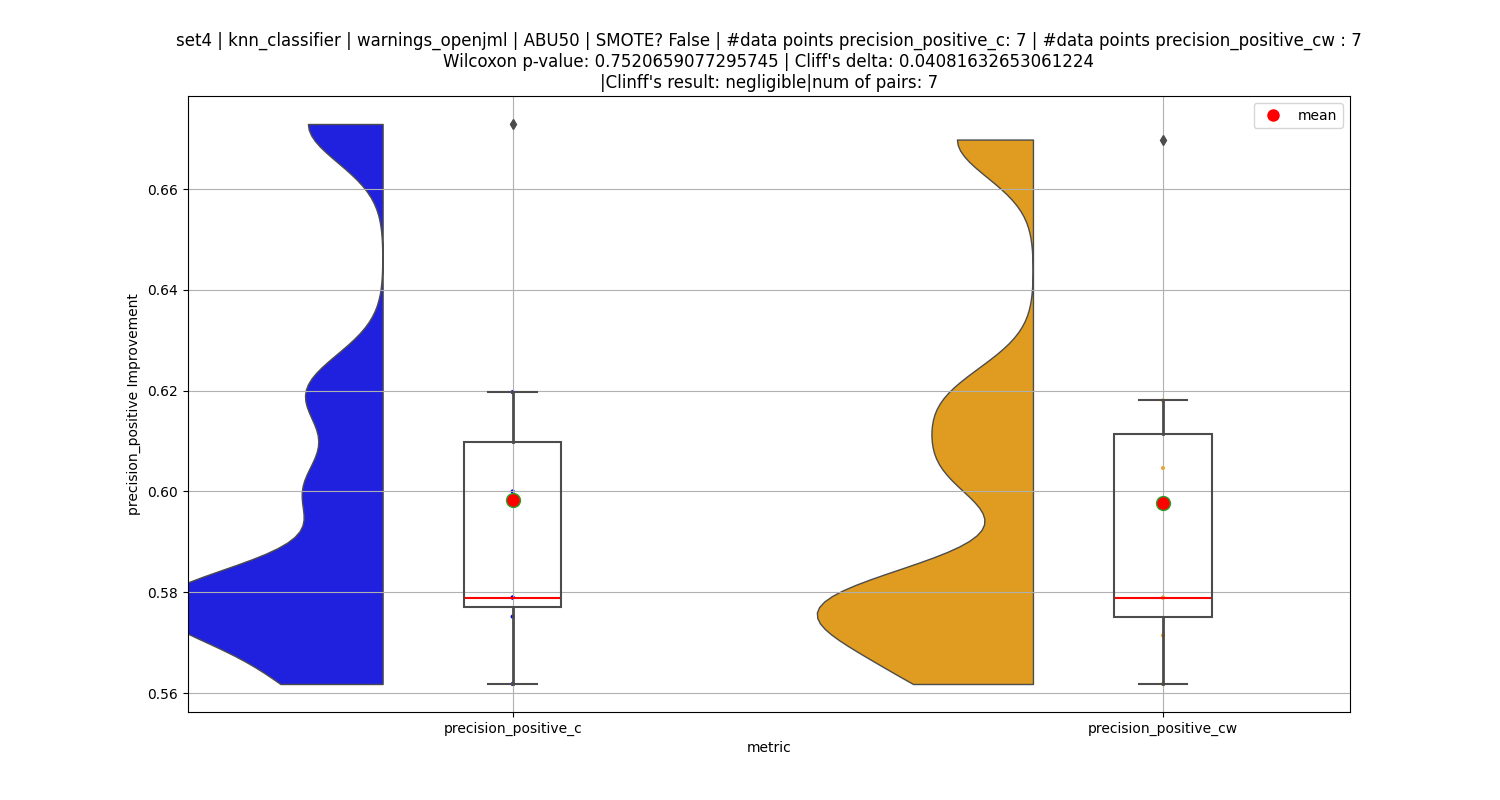 set4 | knn_classifier | warnings_openjml | ABU50 | SMOTE? False | #data points precision_positive_c: 7 | #data points precision_positive_cw : 7
Wilcoxon p-value: 0.7520659077295745 | Cliff's delta: 0.04081632653061224
|Clinff's result: negligible|num of pairs: 7
mean
0.66
0.64
0.62
0.60
0.58
0.56
precision_positive Improvement
precision_positive_c
precision_positive_cw
metric